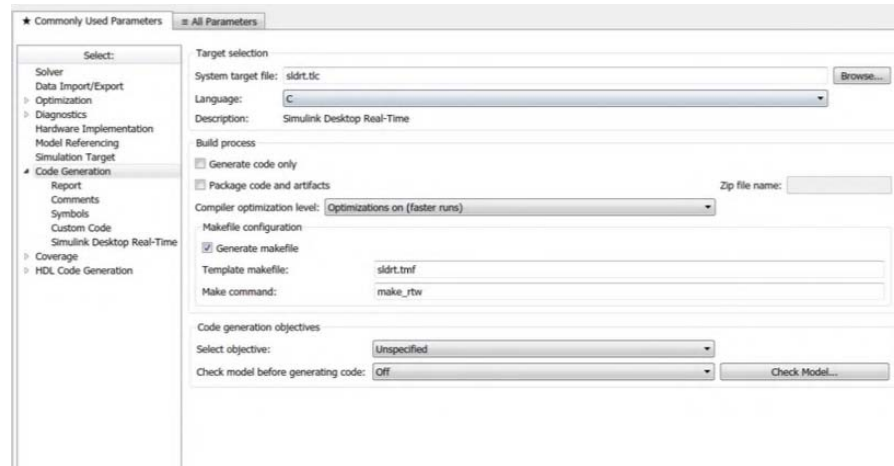 ★ Commonly Used Parameters
≡ All Parameters
Select:
Solver
Data Import/Export
Optimization
Diagnostics
Hardware Implementation
Model Referencing
Simulation Target
Code Generation
Report
Comments
Symbols
Custom Code
Simulink Desktop Real-Time
Coverage
HDL Code Generation
Target selection
System target file: sldrt.tlc Browse...
Language: C
Description: Simulink Desktop Real-Time
Build process
Generate code only
Package code and artifacts Zip file name:
Compiler optimization level: Optimizations on (faster runs)
Makefile configuration
Generate makefile
Template makefile: sldrt.tmf
Make command: make_rtw
Code generation objectives
Select objective: Unspecified
Check model before generating code: Off Check Model...